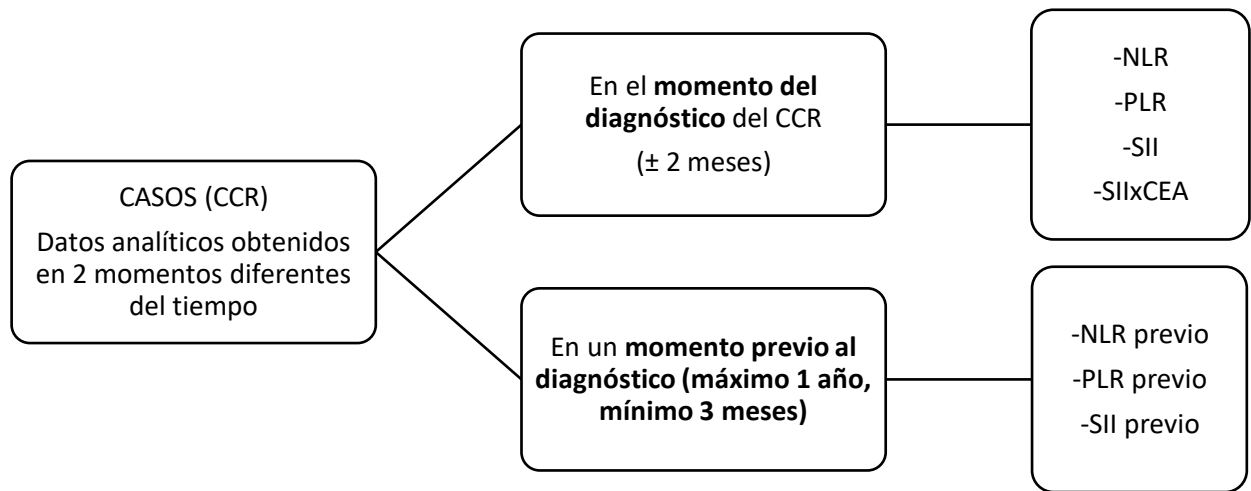 CASOS (CCR)
Datos analíticos obtenidos
en 2 momentos diferentes
del tiempo
En el momento del
diagnóstico del CCR
(± 2 meses)
-NLR
-PLR
-SII
-SIIxCEA
En un momento previo al
diagnóstico (máximo 1 año,
mínimo 3 meses)
-NLR previo
-PLR previo
-SII previo